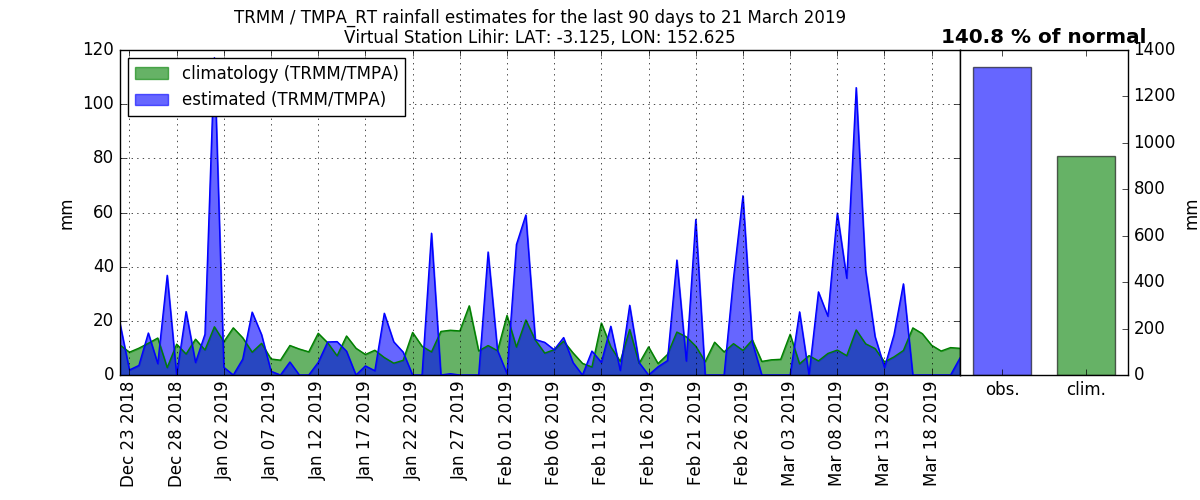 TRMM / TMPA_RT rainfall estimates for the last 90 days to 21 March 2019
Virtual Station Lihir: LAT: -3.125, LON: 152.625
140.8 % of normal
climatology (TRMM/TMPA)
estimated (TRMM/TMPA)
mm
120
100
80
60
40
20
0
Dec 23 2018
Dec 28 2018
Jan 02 2019
Jan 07 2019
Jan 12 2019
Jan 17 2019
Jan 22 2019
Jan 27 2019
Feb 01 2019
Feb 06 2019
Feb 11 2019
Feb 16 2019
Feb 21 2019
Feb 26 2019
Mar 03 2019
Mar 08 2019
Mar 13 2019
Mar 18 2019
obs.
clim.
1400
1200
1000
800
600
400
200
0
mm